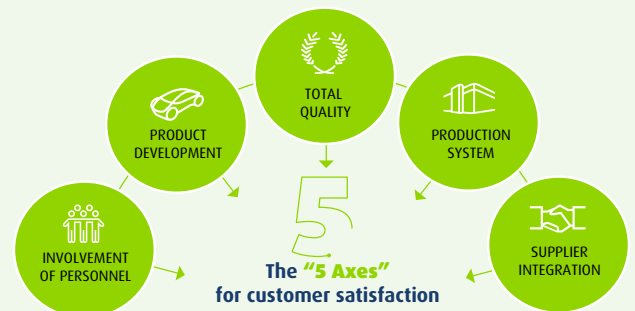 TOTAL
QUALITY
PRODUCT
DEVELOPMENT
PRODUCTION
SYSTEM
INVOLVEMENT
OF PERSONNEL
SUPPLIER
INTEGRATION
5
The "5 Axes"
for customer satisfaction